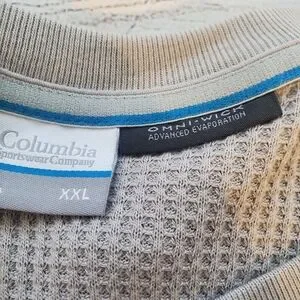 Columbia
Sportswear Company
XXL
OMNI-WICK
ADVANCED EVAPORATION